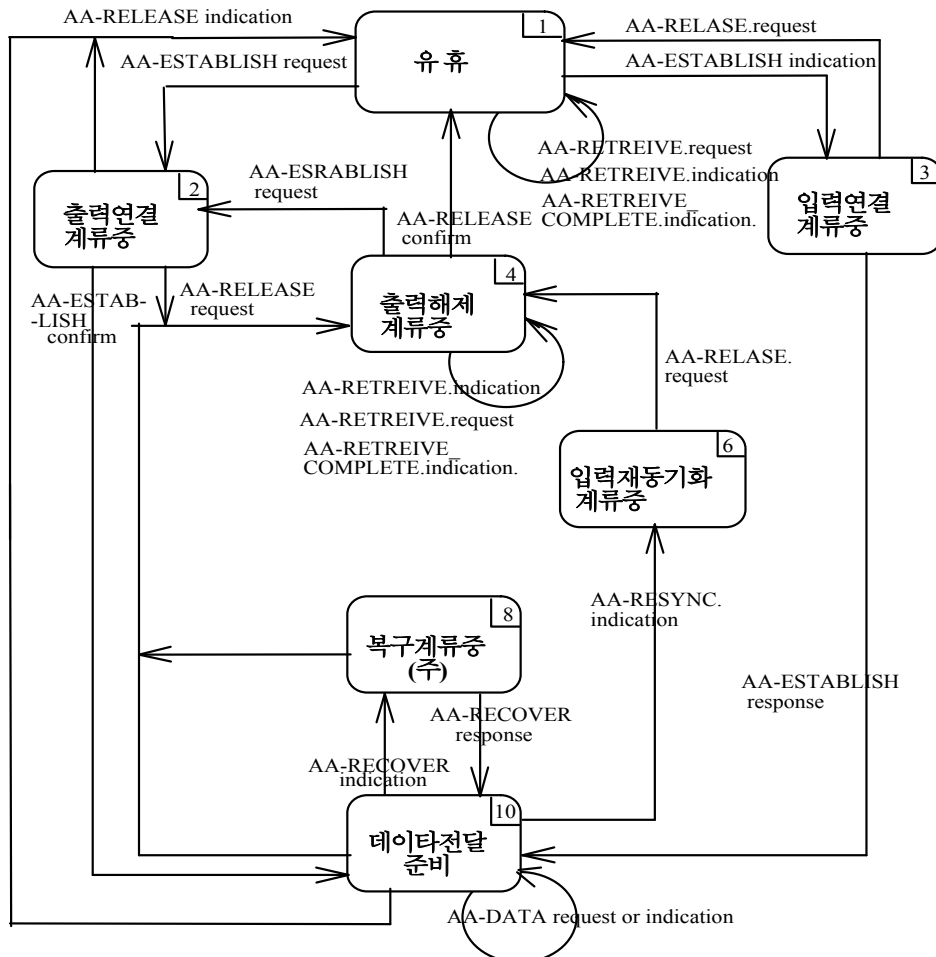 AA-RELEASE indication
1
유 휴
AA-RELASE.request
AA-ESTABLISH request
AA-ESTABLISH indication
AA-RETREIVE.request
AA-RETREIVE.indication
AA-RETREIVE_
COMPLETE.indication.
2
출력연결
계류중
AA-ESRABLISH
request
AA-RELEASE
confirm
3
입력연결
계류중
4
출력해제
계류중
AA-ESTAB-
-LISH
confirm
AA-RELEASE
request
AA-RETREIVE.indication
AA-RETREIVE.request
AA-RETREIVE_
COMPLETE.indication.
AA-RELASE.
request
6
입력재동기화
계류중
AA-RESYNC.
indication
8
복구계류중
(주)
AA-RECOVER
response
AA-RECOVER
indication
AA-ESTABLISH
response
10
데이타전달
준비
AA-DATA request or indication